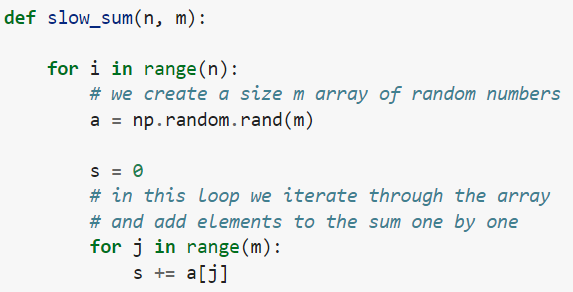 def slow_sum(n, m):
    for i in range(n):
        # we create a size m array of random numbers
        a = np.random.rand(m)
        s = 0
        # in this loop we iterate through the array
        # and add elements to the sum one by one
        for j in range(m):
            s += a[j]